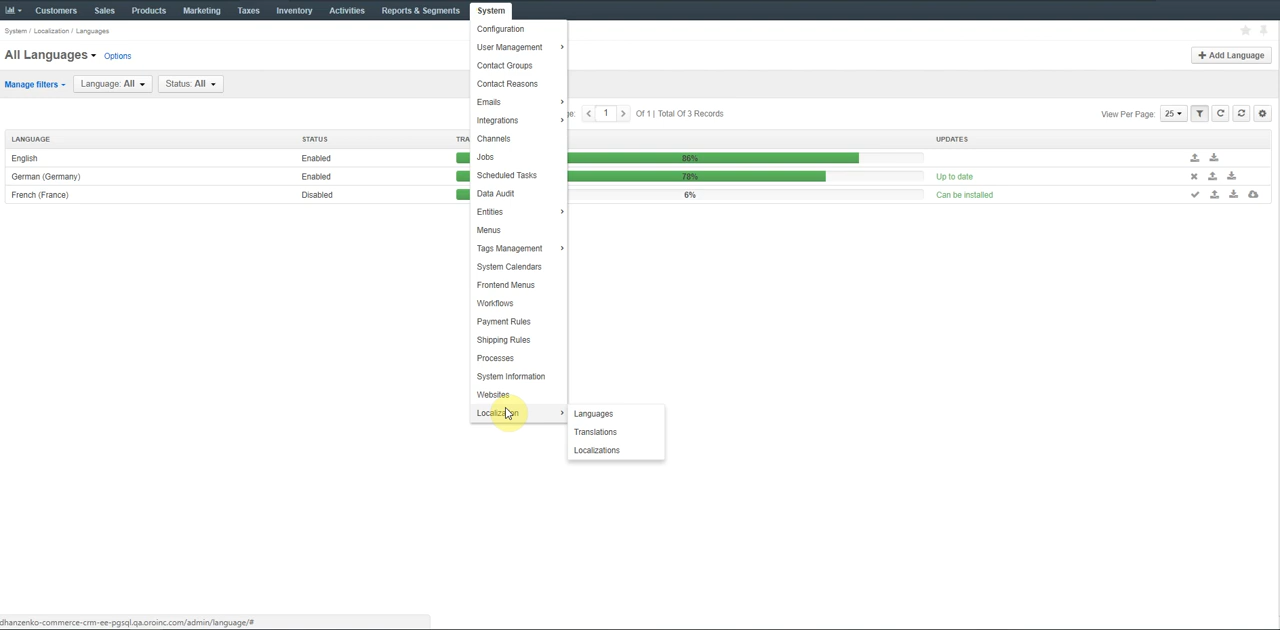 Customers Sales Products Marketing Taxes Inventory Activities Reports & Segments System
System / Localization / Languages
All Languages Options
+ Add Language
Manage filters Language: All Status: All
1 Of 1 | Total Of 3 Records View Per Page: 25
LANGUAGE STATUS UPDATES
English Enabled 86%
German (Germany) Enabled 78% Up to date
French (France) Disabled 6% Can be installed
Configuration
User Management
Contact Groups
Contact Reasons
Emails
Integrations
Channels
Jobs
Scheduled Tasks
Data Audit
Entities
Menus
Tags Management
System Calendars
Frontend Menus
Workflows
Payment Rules
Shipping Rules
Processes
System Information
Websites
Localization
Languages
Translations
Localizations
dhanzenko-commerce-crm-ee-pgsql.qa.oroinc.com/admin/language/#